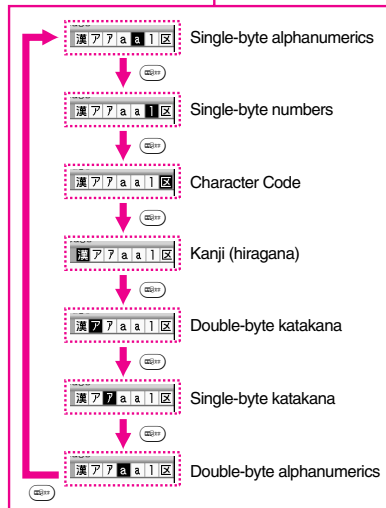 漢アアaa1区 Single-byte alphanumerics
漢アアaa1区 Single-byte numbers
漢アアaa1区 Character Code
漢アアaa1区 Kanji (hiragana)
漢アアaa1区 Double-byte katakana
漢アアaa1区 Single-byte katakana
漢アアaa1区 Double-byte alphanumerics